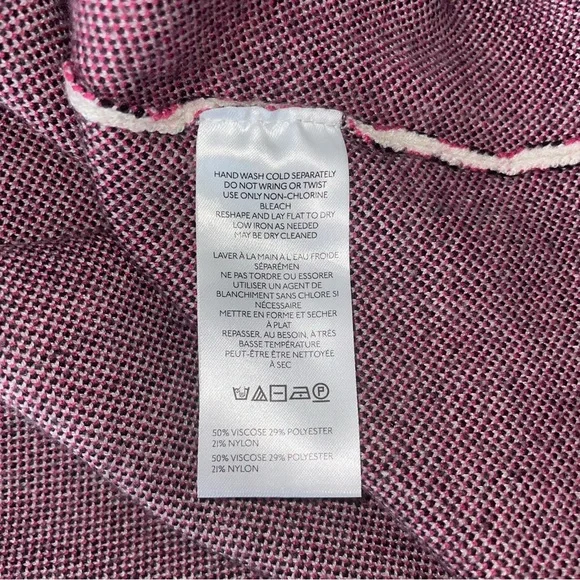 HAND WASH COLD SEPARATELY
DO NOT WRING OR TWIST
USE ONLY NON-CHLORINE
BLEACH
RESHAPE AND LAY FLAT TO DRY
LOW IRON AS NEEDED
MAY BE DRY CLEANED
LAVER À LA MAIN À L'EAU FROIDE
SÉPARÉMEN
NE PAS TORDRE OU ESSORER
UTILISER UN AGENT DE
BLANCHIMENT SANS CHLORE SI
NÉCESSAIRE
METTRE EN FORME ET SECHER
À PLAT
REPASSER, AU BESOIN, À TRÉS
BASSE TEMPÉRATURE
PEUT-ÊTRE ÊTRE NETTOYÉE
À SEC
P
50% VISCOSE 29% POLYESTER
21% NYLON
50% VISCOSE 29% POLYESTER
21% NYLON